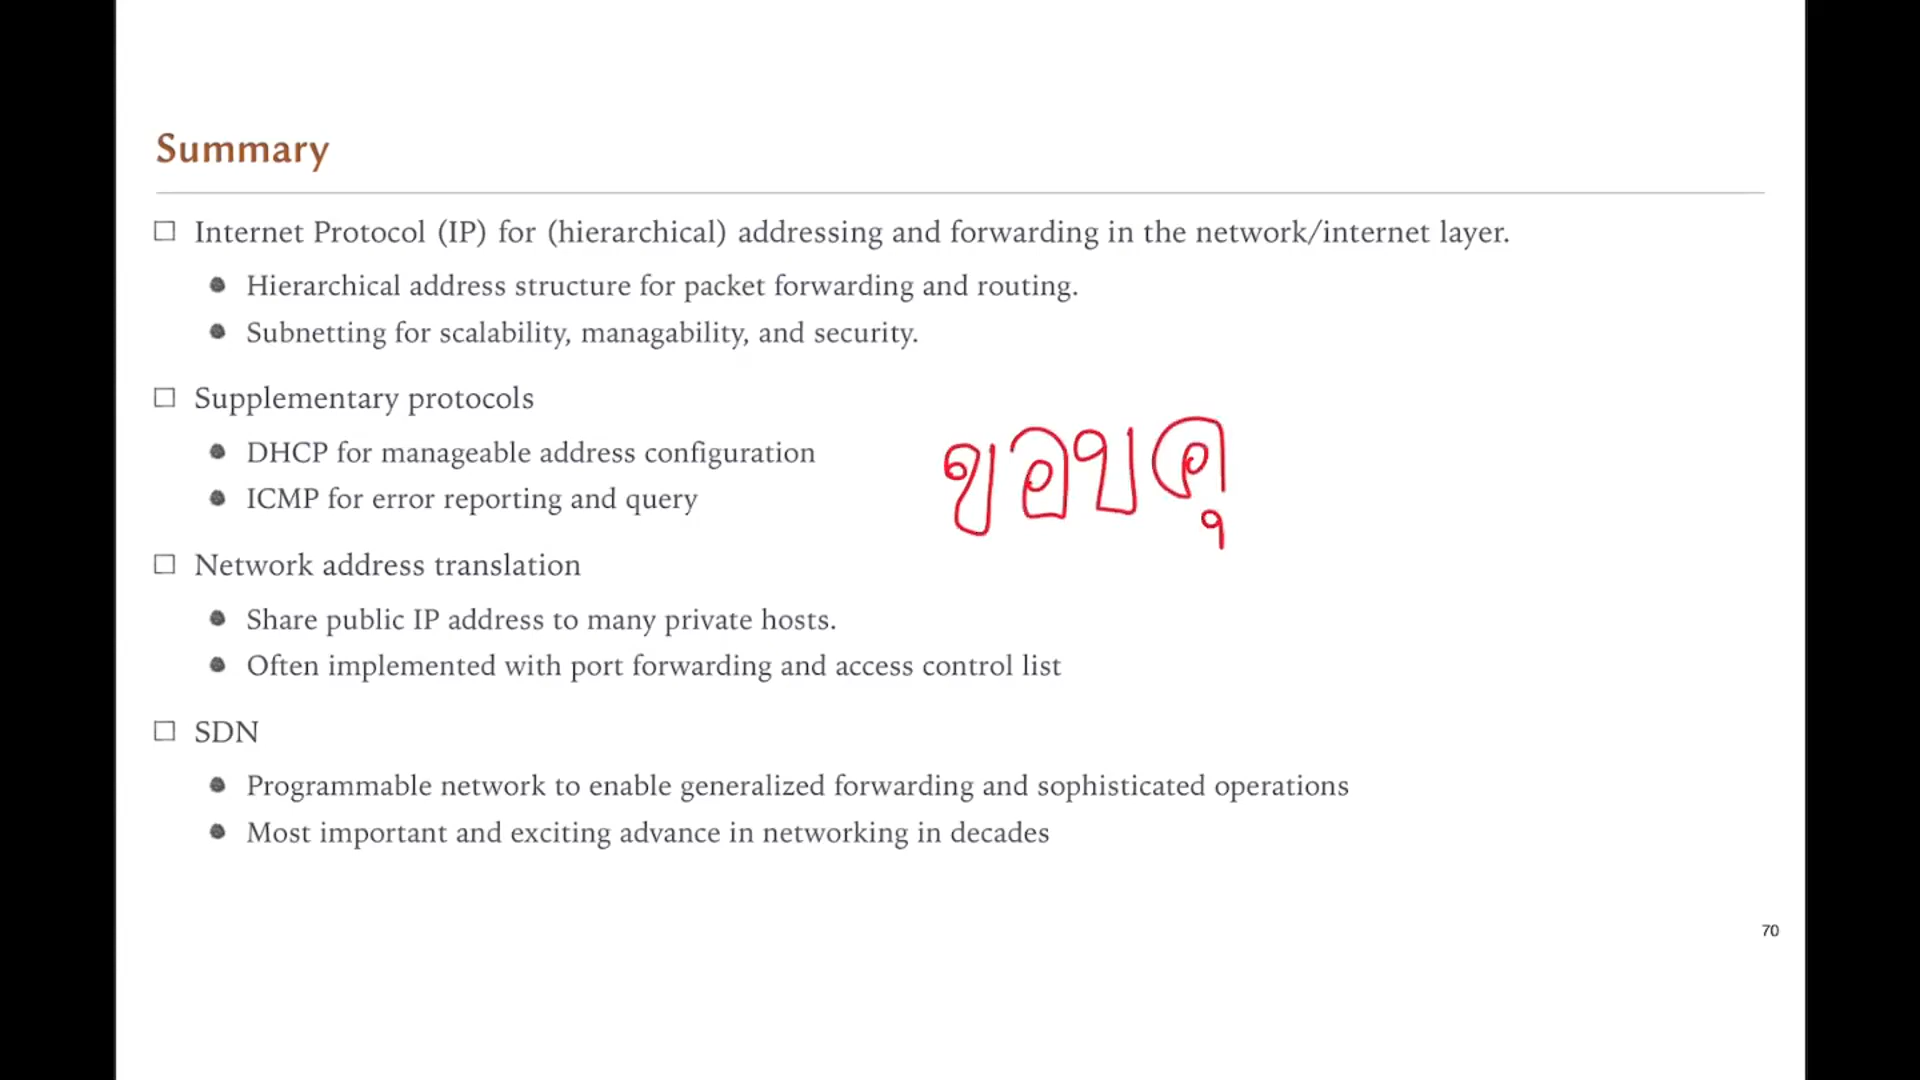 Summary
☐ Internet Protocol (IP) for (hierarchical) addressing and forwarding in the network/internet layer.
● Hierarchical address structure for packet forwarding and routing.
● Subnetting for scalability, managability, and security.
☐ Supplementary protocols
● DHCP for manageable address configuration
● ICMP for error reporting and query
ขอบคุ
☐ Network address translation
● Share public IP address to many private hosts.
● Often implemented with port forwarding and access control list
☐ SDN
● Programmable network to enable generalized forwarding and sophisticated operations
● Most important and exciting advance in networking in decades
70